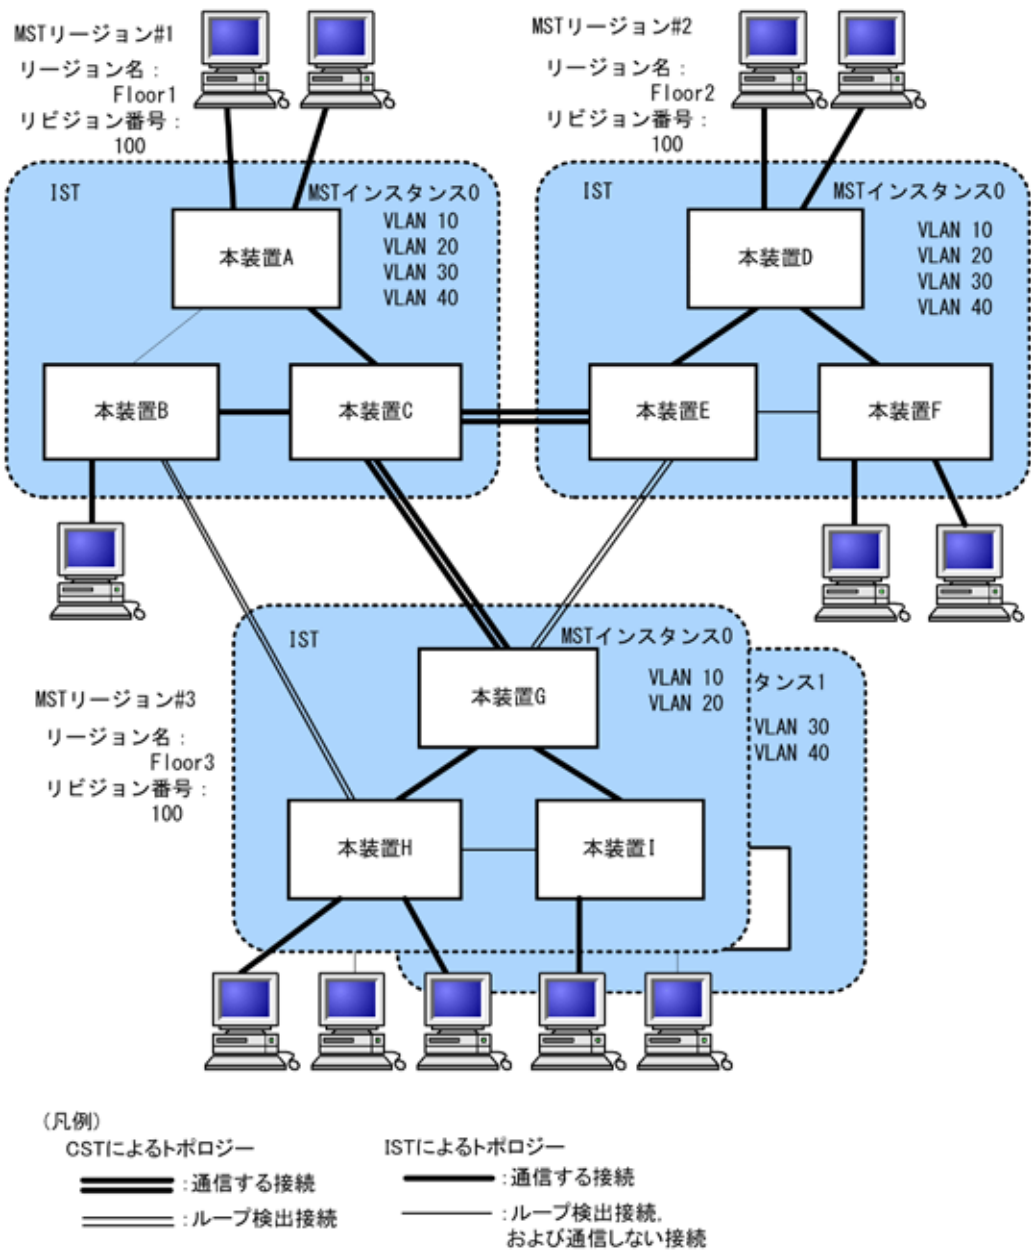 MSTリージョン#1
リージョン名：
Floor1
リビジョン番号：
100
MSTリージョン#2
リージョン名：
Floor2
リビジョン番号：
100
IST
MSTインスタンス0
VLAN 10
VLAN 20
VLAN 30
VLAN 40
本装置A
本装置B
本装置C
IST
MSTインスタンス0
VLAN 10
VLAN 20
VLAN 30
VLAN 40
本装置D
本装置E
本装置F
MSTリージョン#3
リージョン名：
Floor3
リビジョン番号：
100
IST
MSTインスタンス0
VLAN 10
VLAN 20
本装置G
本装置H
本装置I
タンス1
VLAN 30
VLAN 40
(凡例)
CSTによるトポロジー
：通信する接続
：ループ検出接続
ISTによるトポロジー
：通信する接続
：ループ検出接続,
および通信しない接続